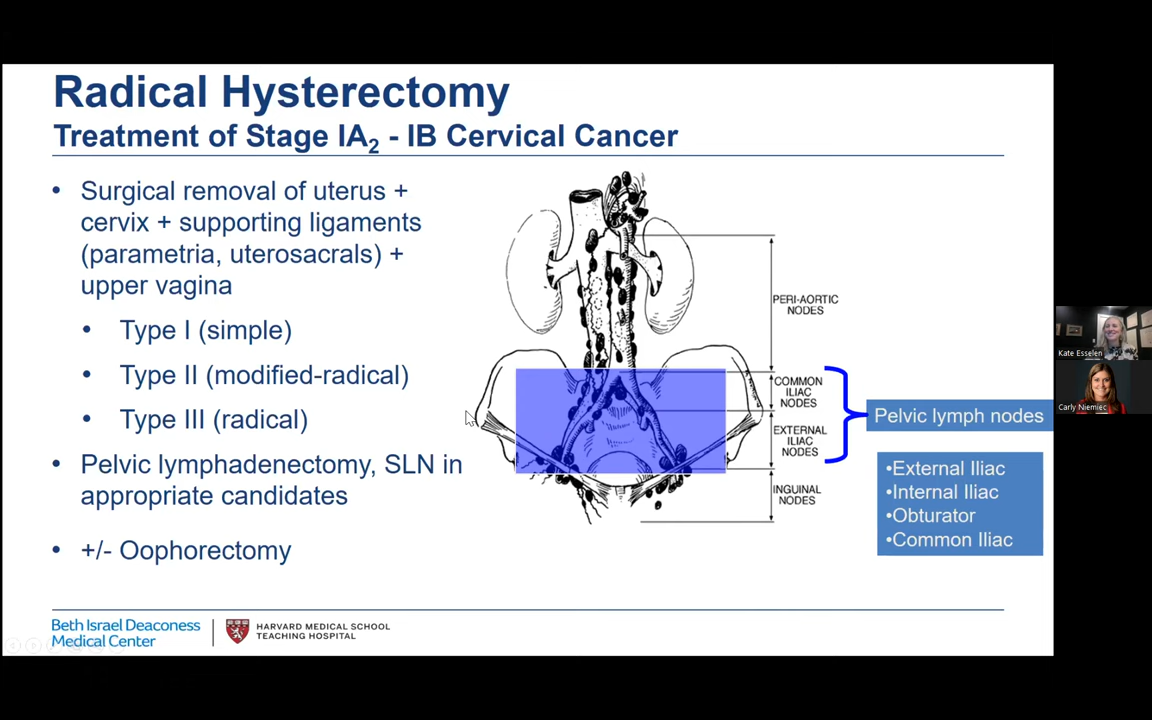 Radical Hysterectomy
Treatment of Stage IA2 - IB Cervical Cancer
• Surgical removal of uterus +
cervix + supporting ligaments
(parametria, uterosacrals) +
upper vagina
• Type I (simple)
• Type II (modified-radical)
• Type III (radical)
• Pelvic lymphadenectomy, SLN in
appropriate candidates
• +/- Oophorectomy
PERI-AORTIC
NODES
COMMON
ILIAC
NODES
EXTERNAL
ILIAC
NODES
INGUINAL
NODES
Pelvic lymph nodes
•External Iliac
•Internal Iliac
•Obturator
•Common Iliac
Beth Israel Deaconess
Medical Center
HARVARD MEDICAL SCHOOL
TEACHING HOSPITAL
Kate Esselen
Carly Niemiec